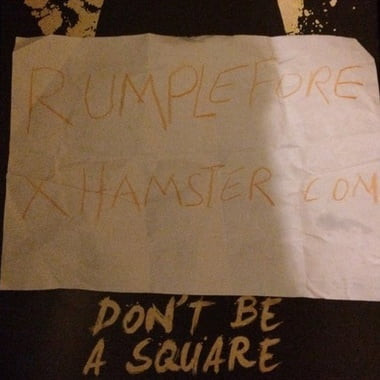 RUMPLEFORE
XHAMSTER COM
DON'T BE
A SQUARE